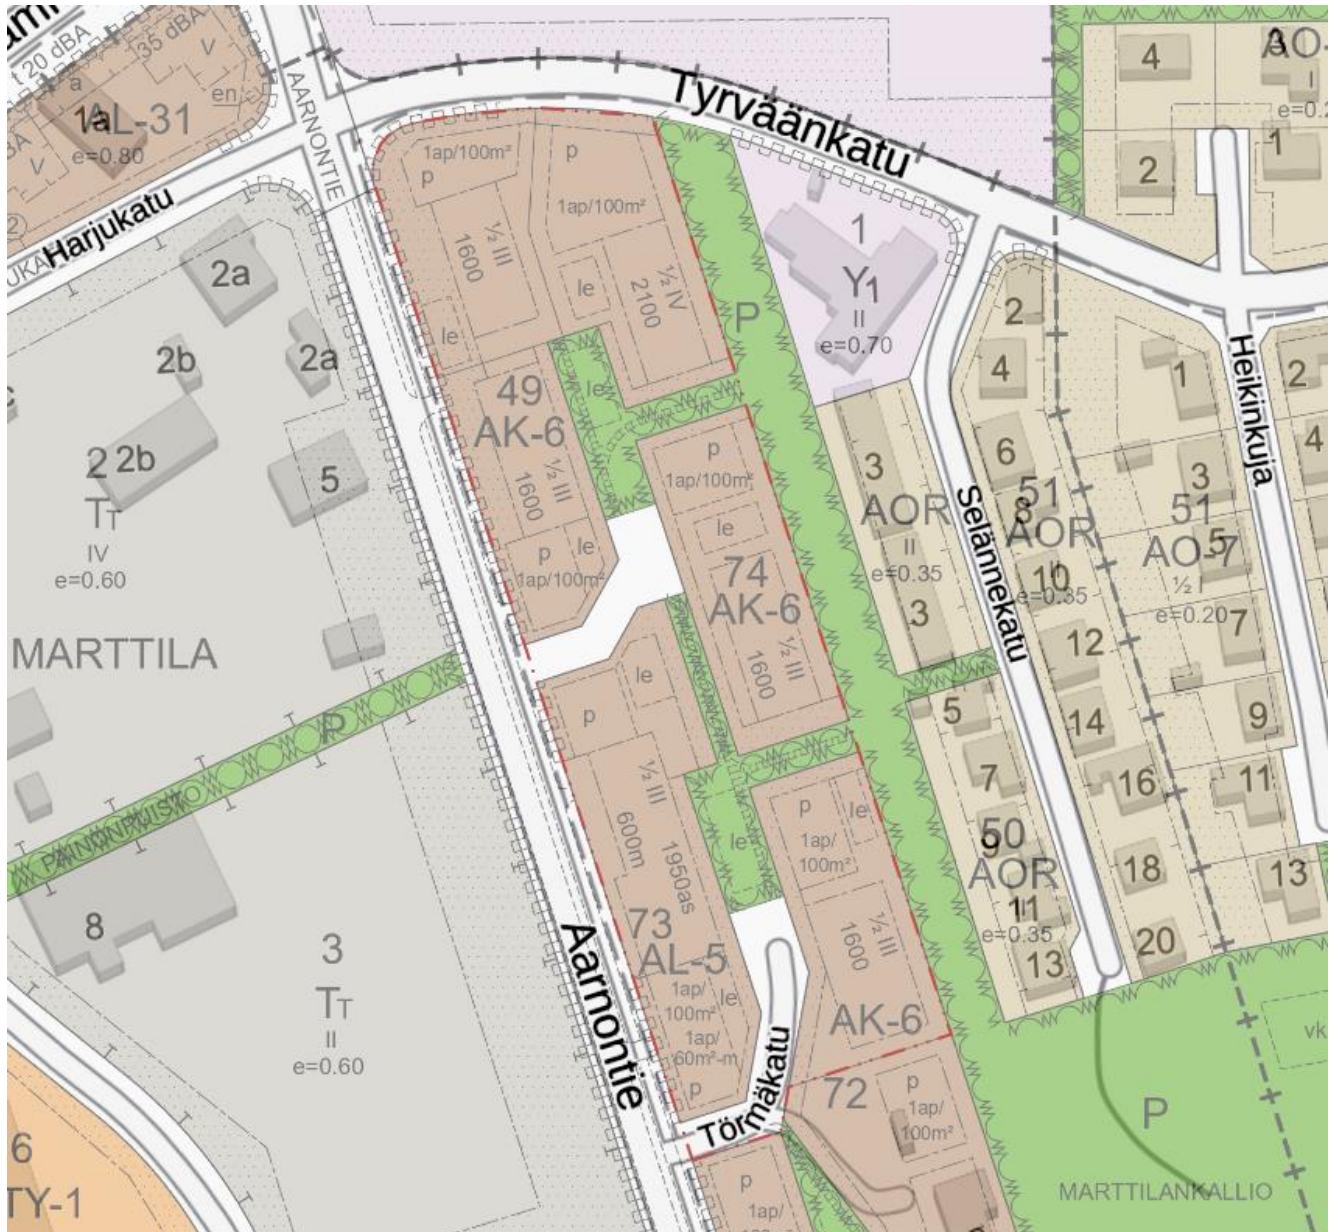 t 20 dBA
35 dBA
V
a
en
1a
AL-31
e=0.80
V
AARNONTIE
Harjukatu
Tyrväänkatu
4
3
AO-
I
2
1
1ap/100m²
p
p
1ap/100m²
½ III
1600
le
½ IV
2100
le
P
1
Y1
II
e=0.70
2a
2b
2a
2
2b
5
TT
IV
e=0.60
MARTTILA
49
AK-6
le
½ III
1600
p
le
1ap/100m²
p
1ap/100m²
le
74
AK-6
½ III
1600
2
4
6
51
8
AOR
II
10
e=0.35
12
14
16
18
20
3
AOR
II
e=0.35
3
Selännekatu
1
3
51
AO-7
5
½ I
e=0.20
7
9
11
13
Heikinkuja
2
4
5
7
50
9
AOR
11
II
e=0.35
13
P
PAINONPUISTO
8
3
TT
II
e=0.60
p
le
½ III
600m
1950as
73
AL-5
1ap/
100m²
le
1ap/
60m²-m
p
le
p
le
1ap/
100m²
½ III
1600
AK-6
72
p
1ap/
100m²
Aarnontie
Törmäkatu
p
1ap/
6
TY-1
vk
P
MARTTILANKALLIO